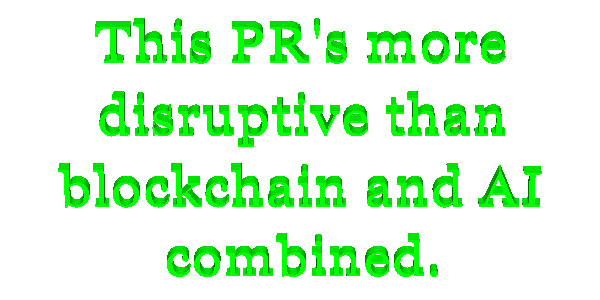 This PR's more
disruptive than
blockchain and AI
combined.